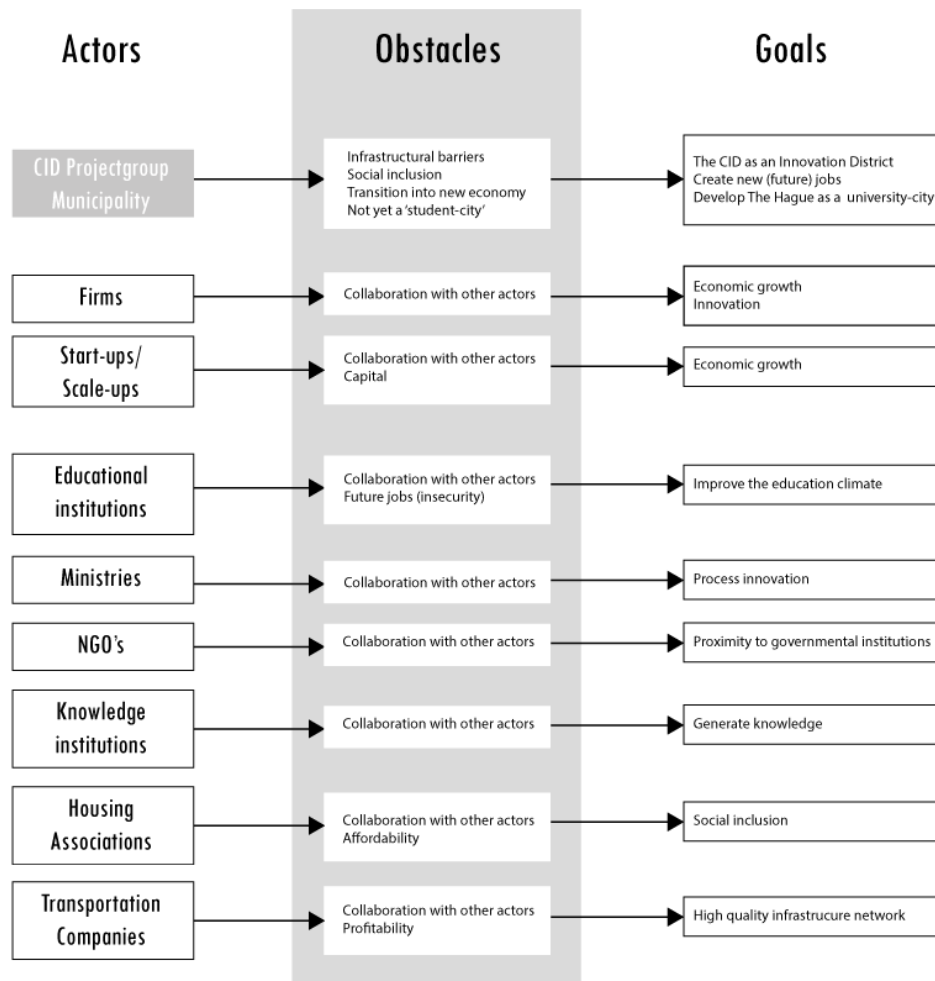 Actors
Obstacles
Goals
CID Projectgroup
Municipality
Infrastructural barriers
Social inclusion
Transition into new economy
Not yet a ‘student-city’
The CID as an Innovation District
Create new (future) jobs
Develop The Hague as a university-city
Firms
Collaboration with other actors
Economic growth
Innovation
Start-ups/
Scale-ups
Collaboration with other actors
Capital
Economic growth
Educational
institutions
Collaboration with other actors
Future jobs (insecurity)
Improve the education climate
Ministries
Collaboration with other actors
Process innovation
NGO's
Collaboration with other actors
Proximity to governmental institutions
Knowledge
institutions
Collaboration with other actors
Generate knowledge
Housing
Associations
Collaboration with other actors
Affordability
Social inclusion
Transportation
Companies
Collaboration with other actors
Profitability
High quality infrastrucure network